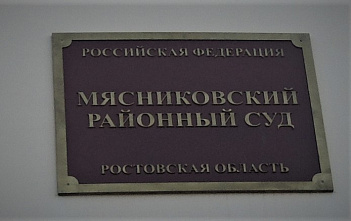 РОССИЙСКАЯ ФЕДЕРАЦИЯ
МЯСНИКОВСКИЙ
РАЙОННЫЙ СУД
РОСТОВСКАЯ ОБЛАСТЬ